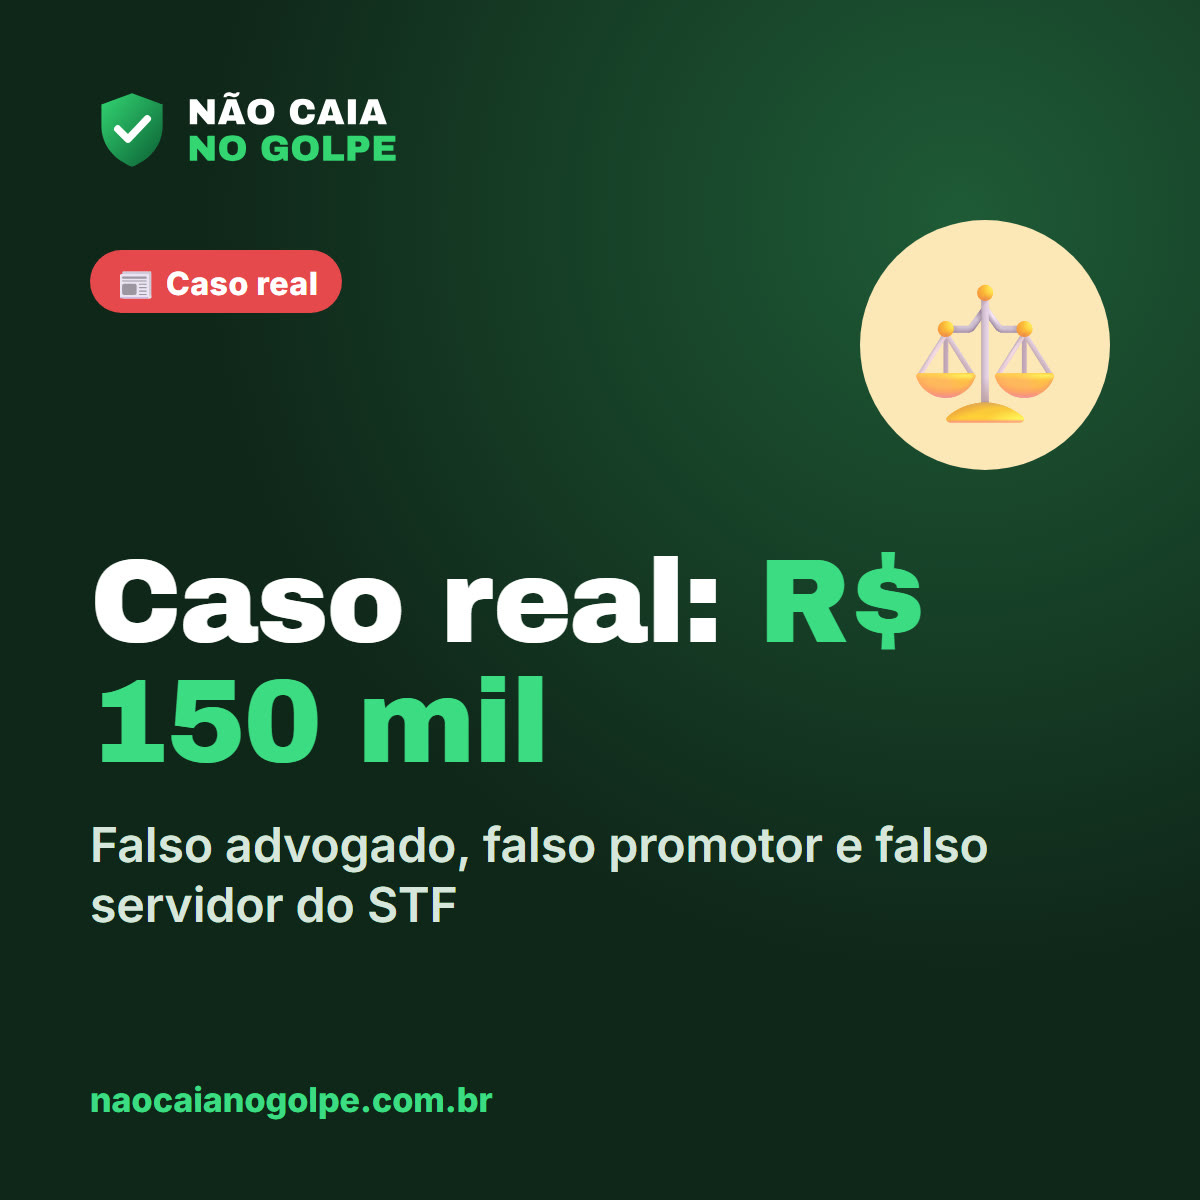 NÃO CAIA
NO GOLPE
Caso real
Caso real: R$
150 mil
Falso advogado, falso promotor e falso
servidor do STF
naocaianogolpe.com.br